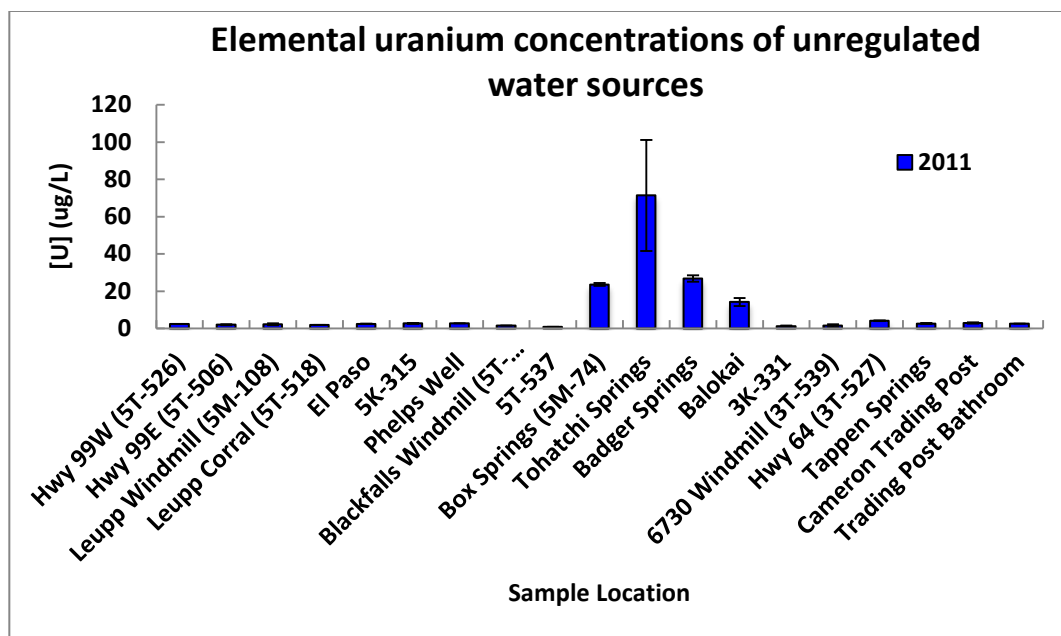 Elemental uranium concentrations of unregulated
water sources
120
100
80
60
40
20
0
[U] (ug/L)
2011
Hwy 99W (5T-526)
Hwy 99E (5T-506)
Leupp Windmill (5M-108)
Leupp Corral (5T-518)
El Paso
5K-315
Phelps Well
Blackfalls Windmill (5T-...
5T-537
Box Springs (5M-74)
Tohatchi Springs
Badger Springs
Balokai
3K-331
6730 Windmill (3T-539)
Hwy 64 (3T-527)
Tappen Springs
Cameron Trading Post
Trading Post Bathroom
Sample Location